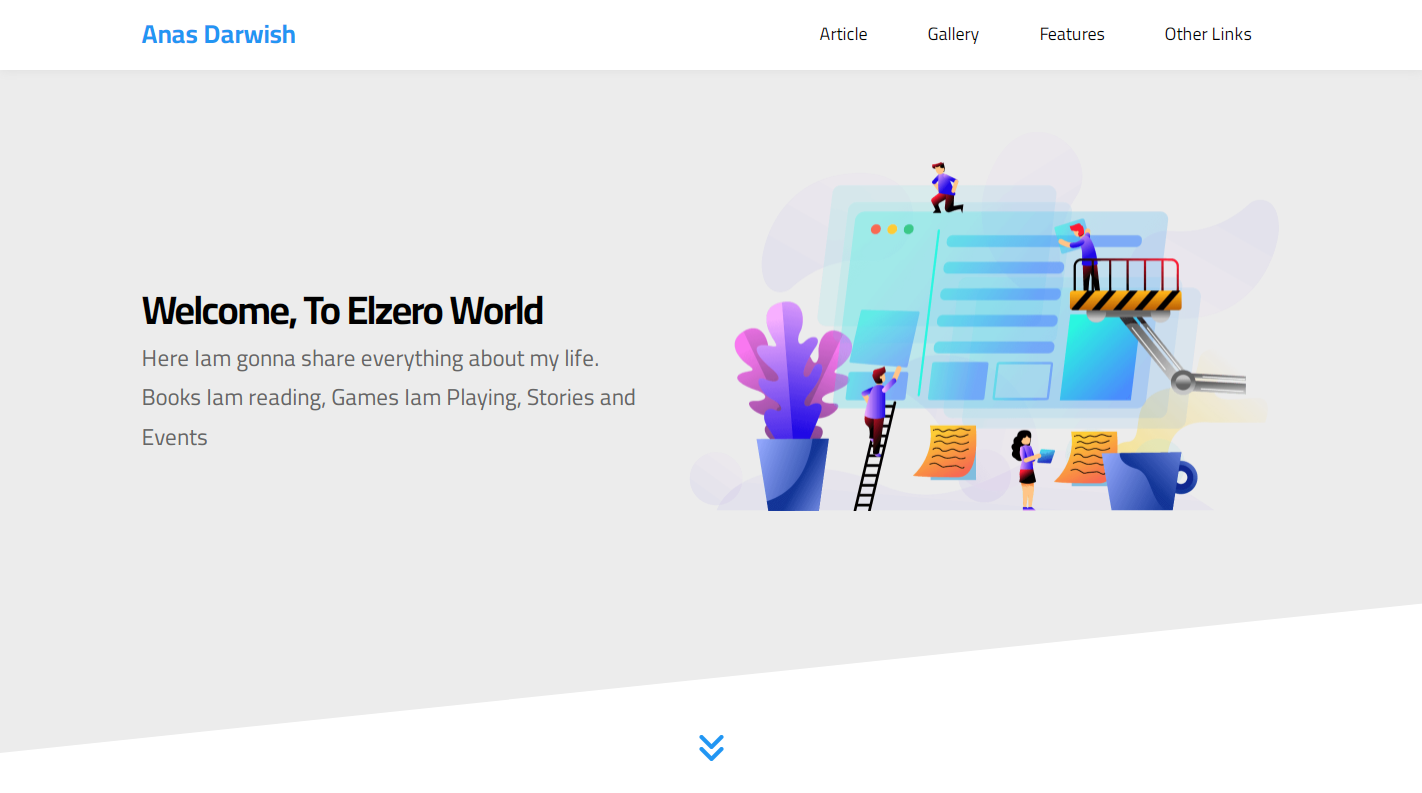 Anas Darwish
Article
Gallery
Features
Other Links
Welcome, To Elzero World
Here Iam gonna share everything about my life.
Books Iam reading, Games Iam Playing, Stories and
Events